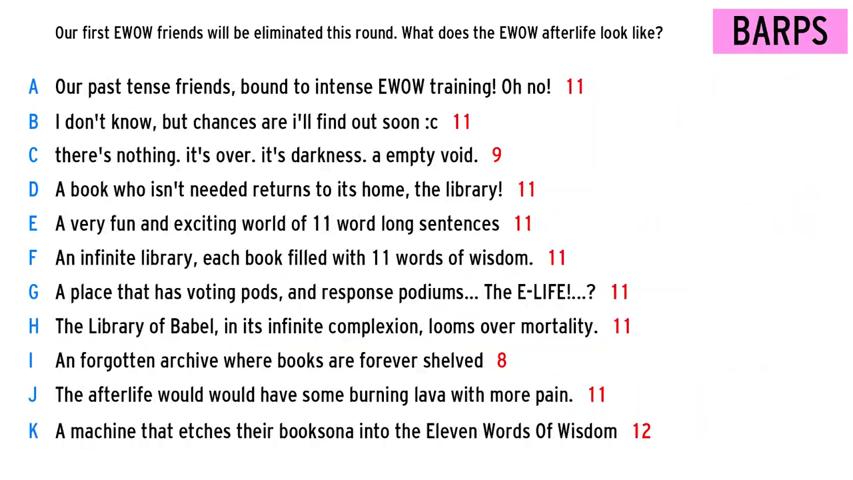 Our first EWOW friends will be eliminated this round. What does the EWOW afterlife look like?
BARPS
A Our past tense friends, bound to intense EWOW training! Oh no! 11
B I don't know, but chances are i'll find out soon :c 11
C there's nothing. it's over. it's darkness. a empty void. 9
D A book who isn't needed returns to its home, the library! 11
E A very fun and exciting world of 11 word long sentences 11
F An infinite library, each book filled with 11 words of wisdom. 11
G A place that has voting pods, and response podiums... The E-LIFE!...? 11
H The Library of Babel, in its infinite complexion, looms over mortality. 11
I An forgotten archive where books are forever shelved 8
J The afterlife would would have some burning lava with more pain. 11
K A machine that etches their booksona into the Eleven Words Of Wisdom 12